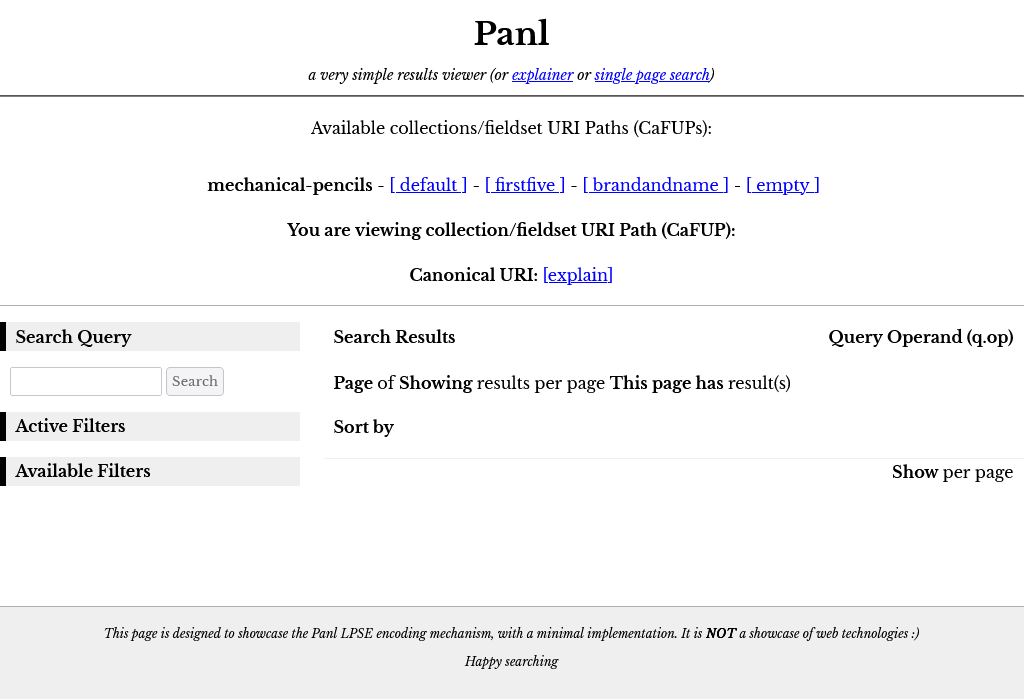 Panl
a very simple results viewer (or explainer or single page search)
Available collections/fieldset URI Paths (CaFUPs):
mechanical-pencils - [ default ] - [ firstfive ] - [ brandandname ] - [ empty ]
You are viewing collection/fieldset URI Path (CaFUP):
Canonical URI: [explain]
Search Query
Search
Active Filters
Available Filters
Search Results
Query Operand (q.op)
Page of Showing results per page This page has result(s)
Sort by
Show per page
This page is designed to showcase the Panl LPSE encoding mechanism, with a minimal implementation. It is NOT a showcase of web technologies :)
Happy searching